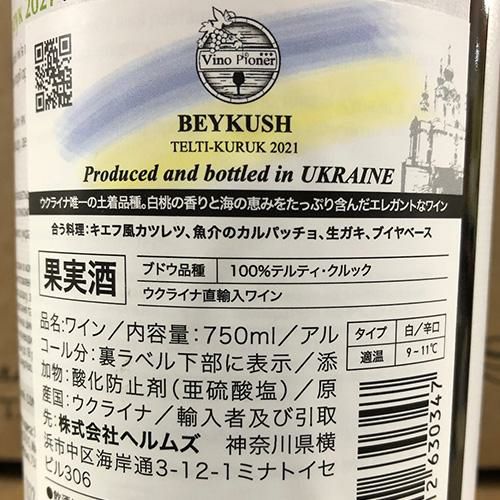 2021
Vino Pioner
BEYKUSH
TELTI-KURUK 2021
Produced and bottled in UKRAINE
ウクライナ唯一の土着品種。白桃の香りと海の恵みをたっぷり含んだエレガントなワイン
合う料理:キエフ風カツレツ、魚介のカルパッチョ、生ガキ、ブイヤベース
果実酒
ブドウ品種 100%テルティ・クルック
ウクライナ直輸入ワイン
品名:ワイン/内容量:750ml/アル
コール分:裏ラベル下部に表示/添
加物:酸化防止剤(亜硫酸塩)/原
産国:ウクライナ/輸入者及び引取
先:株式会社ヘルムズ 神奈川県横
浜市中区海岸通3-12-1ミナトイセ
ビル306
タイプ 白/辛口
適温 9~11℃
2630347